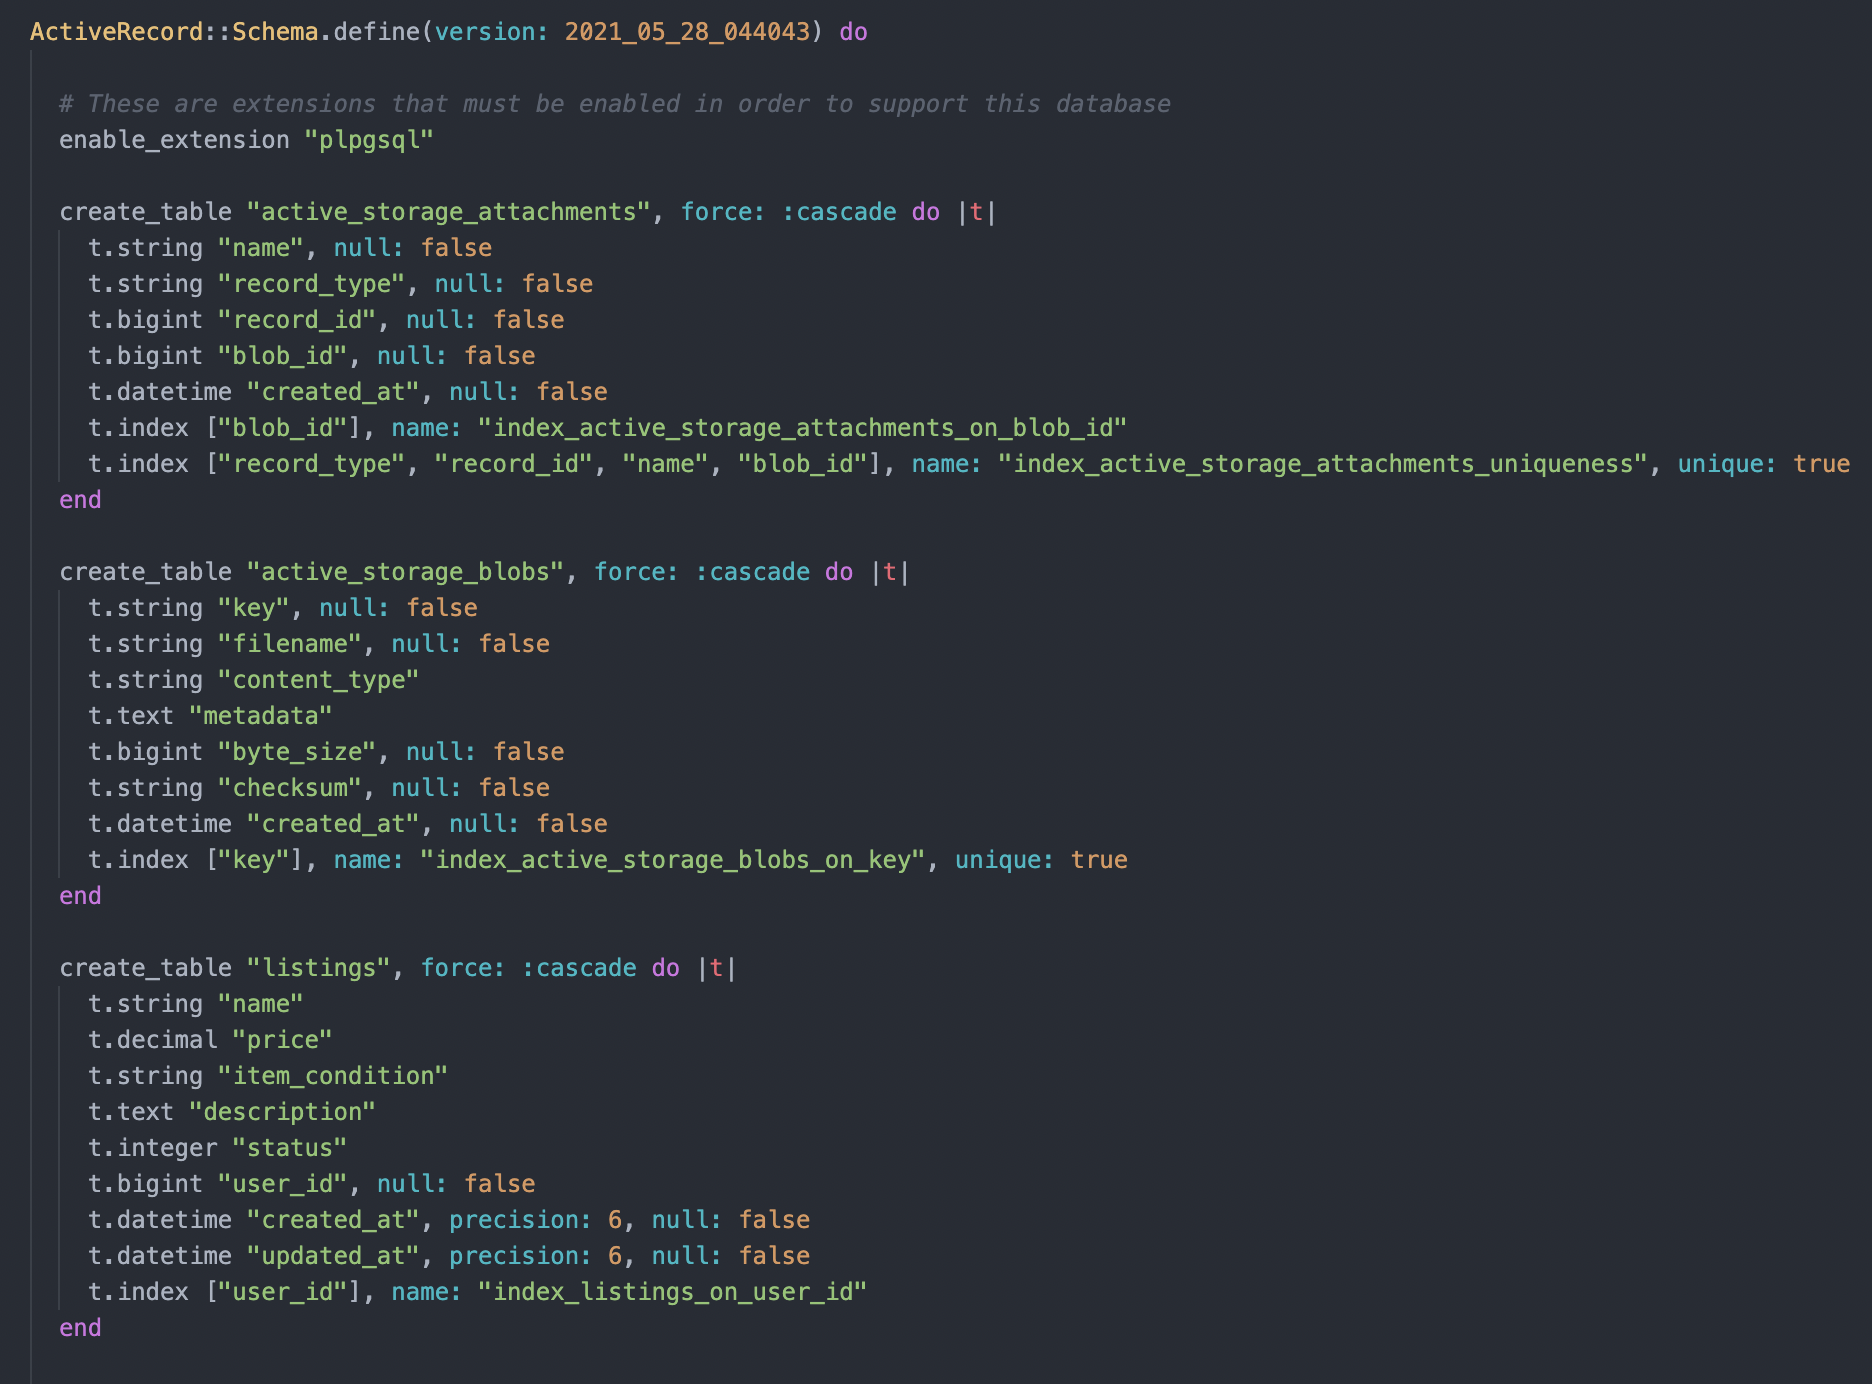 ActiveRecord::Schema.define(version: 2021_05_28_044043) do

  # These are extensions that must be enabled in order to support this database
  enable_extension "plpgsql"

  create_table "active_storage_attachments", force: :cascade do |t|
    t.string "name", null: false
    t.string "record_type", null: false
    t.bigint "record_id", null: false
    t.bigint "blob_id", null: false
    t.datetime "created_at", null: false
    t.index ["blob_id"], name: "index_active_storage_attachments_on_blob_id"
    t.index ["record_type", "record_id", "name", "blob_id"], name: "index_active_storage_attachments_uniqueness", unique: true
  end

  create_table "active_storage_blobs", force: :cascade do |t|
    t.string "key", null: false
    t.string "filename", null: false
    t.string "content_type"
    t.text "metadata"
    t.bigint "byte_size", null: false
    t.string "checksum", null: false
    t.datetime "created_at", null: false
    t.index ["key"], name: "index_active_storage_blobs_on_key", unique: true
  end

  create_table "listings", force: :cascade do |t|
    t.string "name"
    t.decimal "price"
    t.string "item_condition"
    t.text "description"
    t.integer "status"
    t.bigint "user_id", null: false
    t.datetime "created_at", precision: 6, null: false
    t.datetime "updated_at", precision: 6, null: false
    t.index ["user_id"], name: "index_listings_on_user_id"
  end